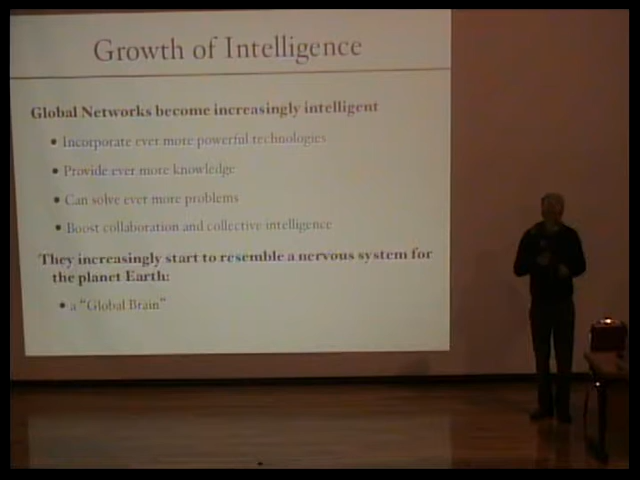 Growth of Intelligence
Global Networks become increasingly intelligent
• Incorporate ever more powerful technologies
• Provide ever more knowledge
• Can solve ever more problems
• Boost collaboration and collective intelligence
They increasingly start to resemble a nervous system for
the planet Earth:
• a “Global Brain”